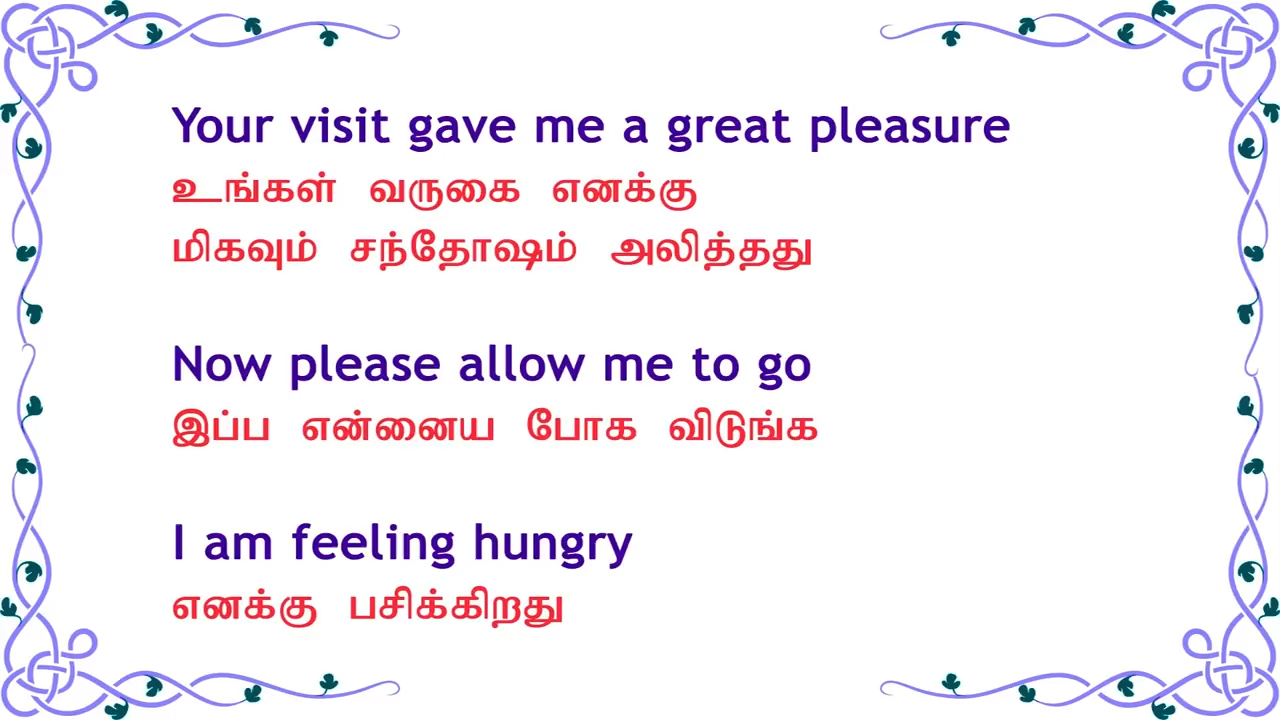 Your visit gave me a great pleasure
உங்கள் வருகை எனக்கு
மிகவும் சந்தோஷம் அலித்தது
Now please allow me to go
இப்ப என்னைய போக விடுங்க
I am feeling hungry
எனக்கு பசிக்கிறது